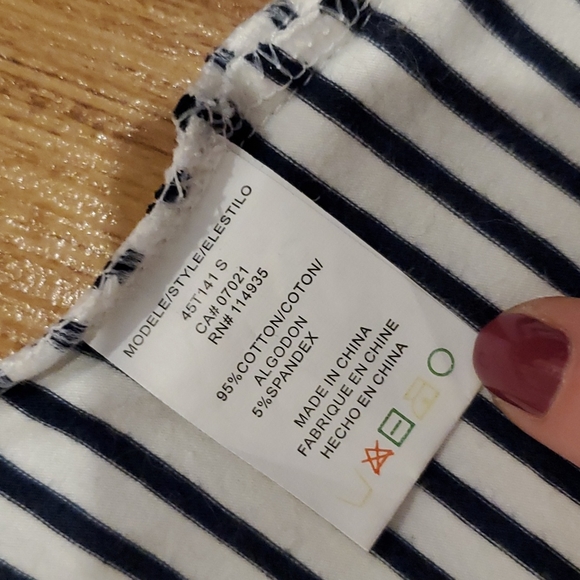 MODELE/STYLE/ELESTILO
45T141 S
CA# 07021
RN# 114935
95%COTTON/COTON/
ALGODON
5%SPANDEX
MADE IN CHINA
FABRIQUE EN CHINE
HECHO EN CHINA